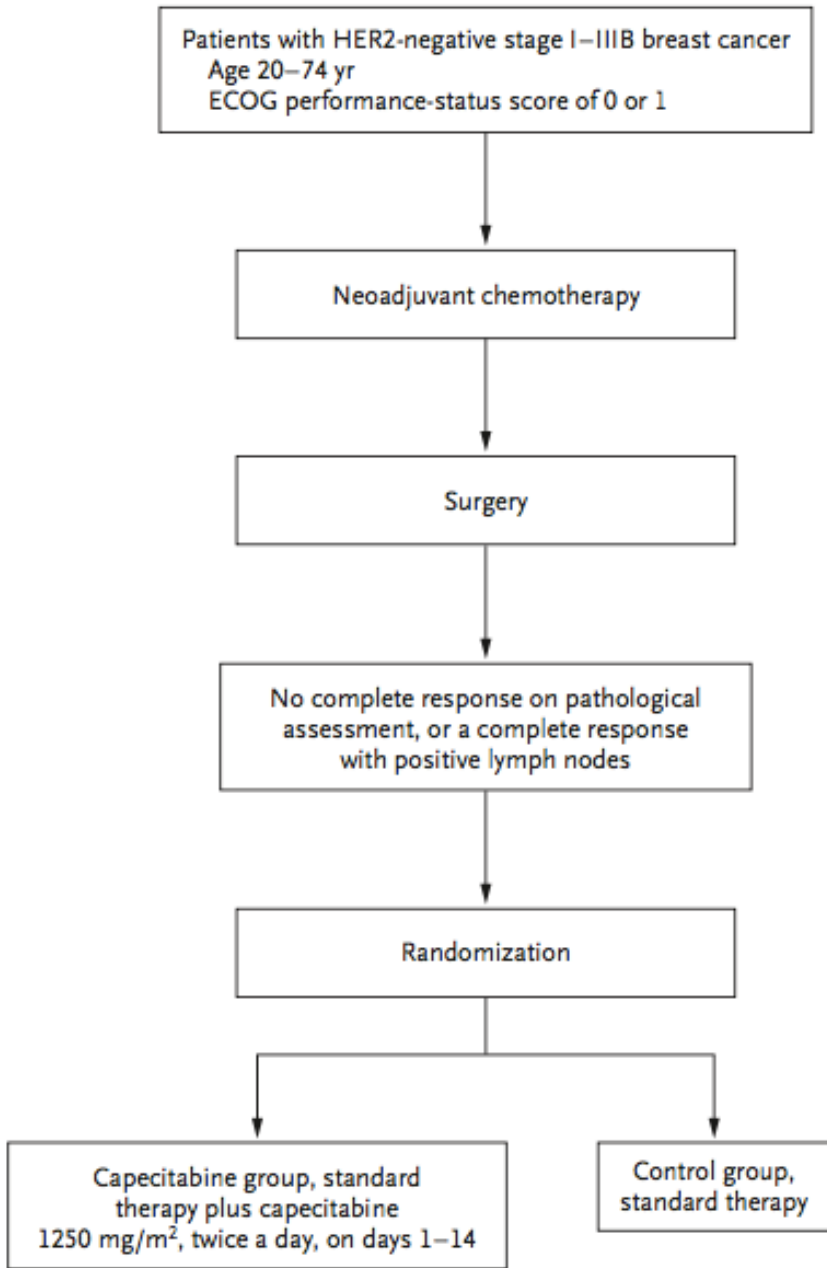 Patients with HER2-negative stage I–IIIB breast cancer
Age 20–74 yr
ECOG performance-status score of 0 or 1
Neoadjuvant chemotherapy
Surgery
No complete response on pathological
assessment, or a complete response
with positive lymph nodes
Randomization
Capecitabine group, standard
therapy plus capecitabine
1250 mg/m², twice a day, on days 1–14
Control group,
standard therapy